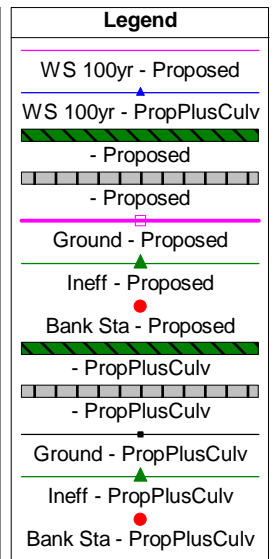 Legend
WS 100yr - Proposed
WS 100yr - PropPlusCulv
- Proposed
- Proposed
Ground - Proposed
Ineff - Proposed
Bank Sta - Proposed
- PropPlusCulv
- PropPlusCulv
Ground - PropPlusCulv
Ineff - PropPlusCulv
Bank Sta - PropPlusCulv